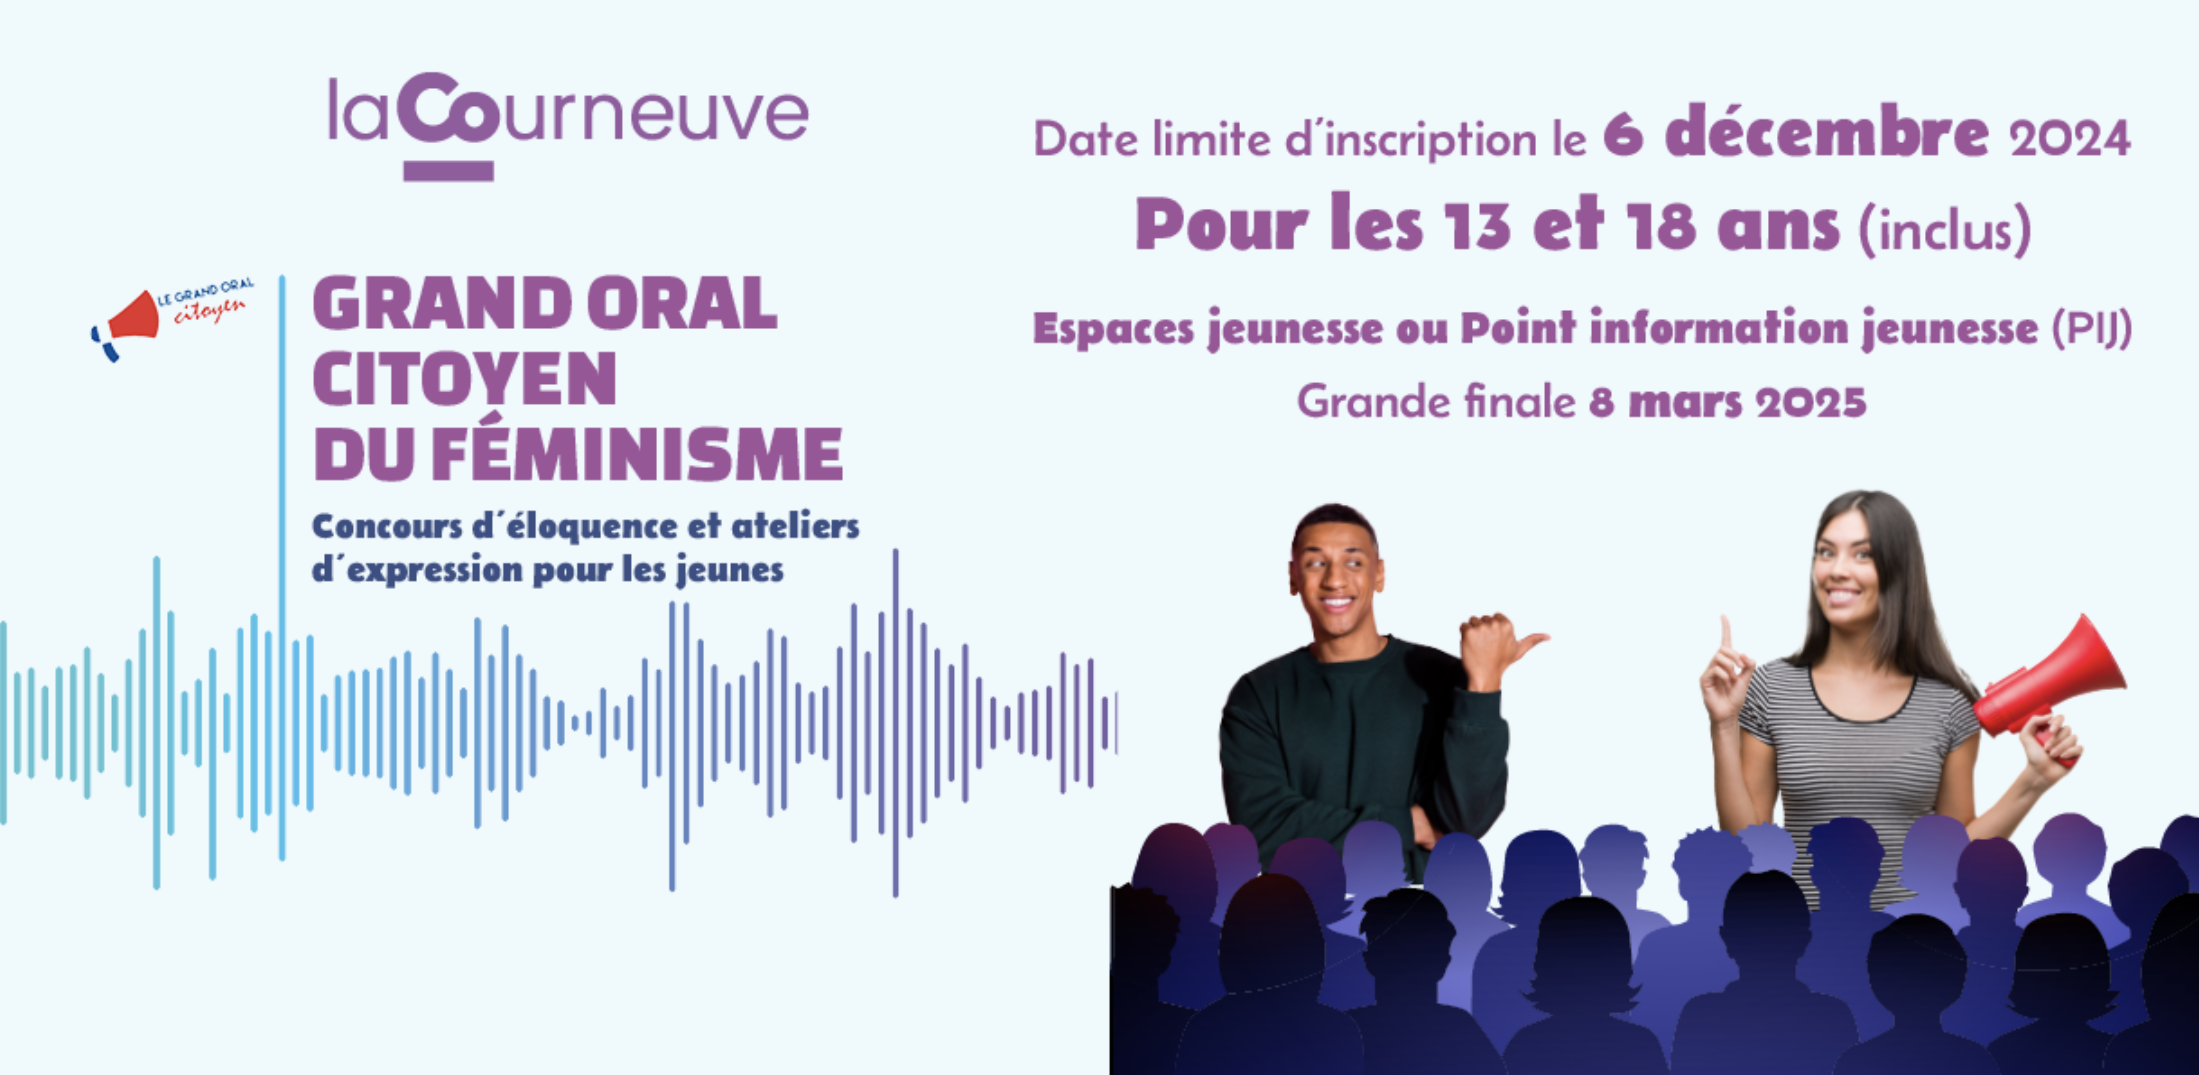 laCourneuve
LE GRAND ORAL
citoyen
GRAND ORAL
CITOYEN
DU FÉMINISME
Concours d'éloquence et ateliers
d'expression pour les jeunes
Date limite d'inscription le 6 décembre 2024
Pour les 13 et 18 ans (inclus)
Espaces jeunesse ou Point information jeunesse (PIJ)
Grande finale 8 mars 2025